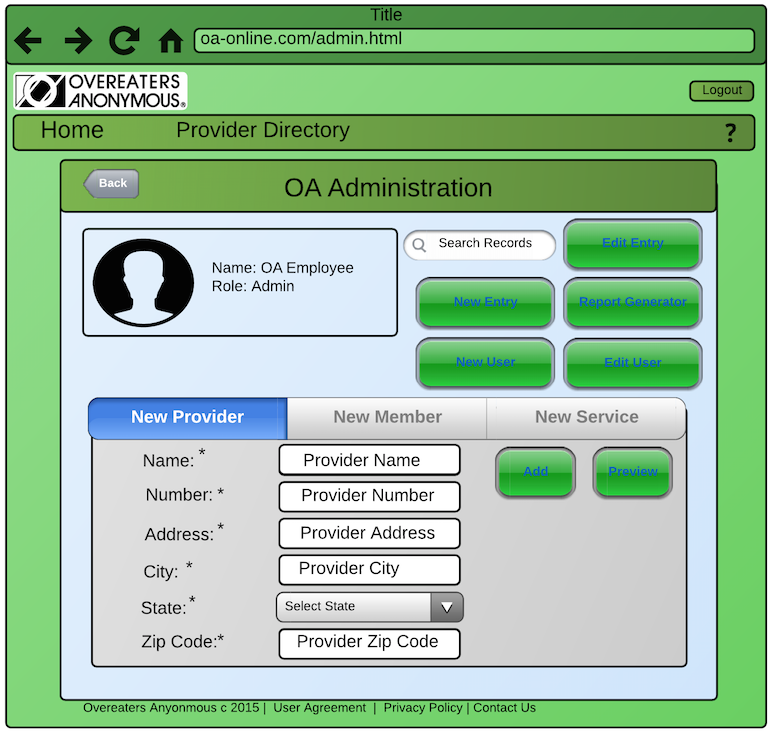 Title
oa-online.com/admin.html
OVEREATERS
ANONYMOUS®
Logout
Home Provider Directory ?
Back
OA Administration
Name: OA Employee
Role: Admin
Search Records
Edit Entry
New Entry
Report Generator
New User
Edit User
New Provider New Member New Service
Name: * Provider Name
Add Preview
Number: * Provider Number
Address: * Provider Address
City: * Provider City
State: * Select State
Zip Code:* Provider Zip Code
Overeaters Anyonmous c 2015 | User Agreement | Privacy Policy | Contact Us